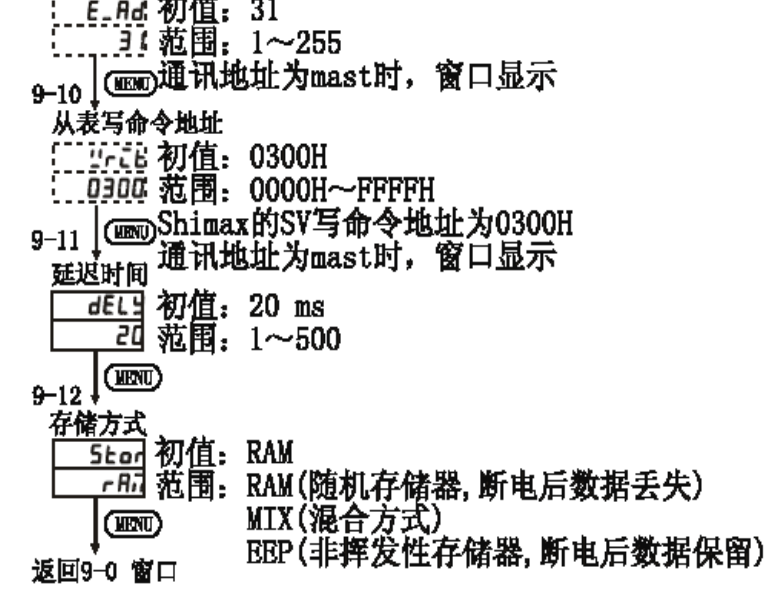 E_Ad 初值：31
31 范围：1～255
MENU 通讯地址为mast时，窗口显示
9-10
从表写命令地址
WrCb 初值：0300H
0300 范围：0000H～FFFFH
MENU Shimax的SV写命令地址为0300H
9-11
通讯地址为mast时，窗口显示
延迟时间
dELY 初值：20 ms
20 范围：1～500
MENU
9-12
存储方式
Stor 初值：RAM
rAM 范围：RAM(随机存储器,断电后数据丢失)
MENU MIX(混合方式)
EEP(非挥发性存储器,断电后数据保留)
返回9-0 窗口